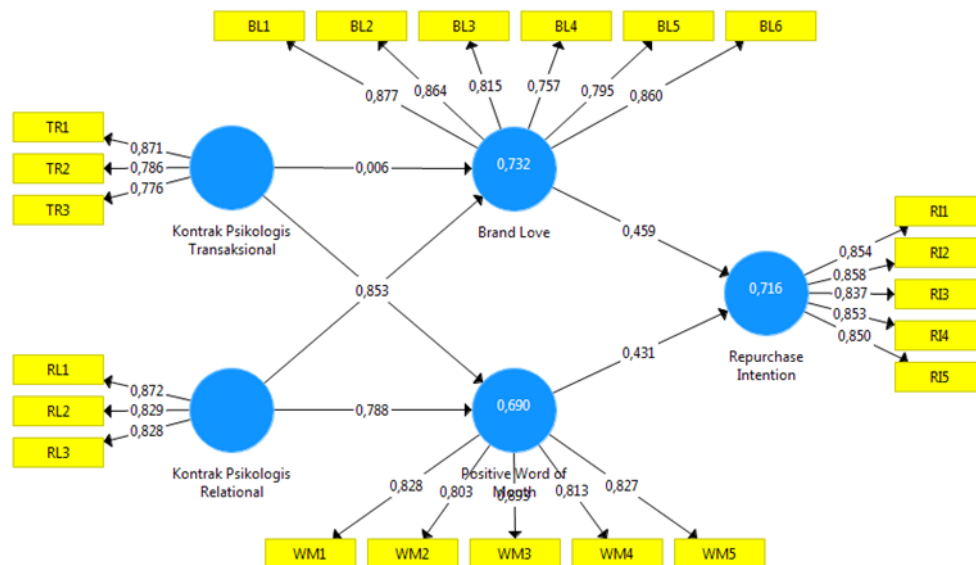 BL1
BL2
BL3
BL4
BL5
BL6
0,877
0,864
0,815
0,757
0,795
0,860
TR1
TR2
TR3
0,871
0,786
0,776
Kontrak Psikologis
Transaksional
0,006
0,732
Brand Love
0,459
0,853
RI1
RI2
RI3
RI4
RI5
0,854
0,858
0,837
0,853
0,850
0,716
Repurchase
Intention
0,431
RL1
RL2
RL3
0,872
0,829
0,828
Kontrak Psikologis
Relational
0,788
0,690
Positive Word of
Month
0,828
0,803
0,813
0,827
WM1
WM2
WM3
WM4
WM5